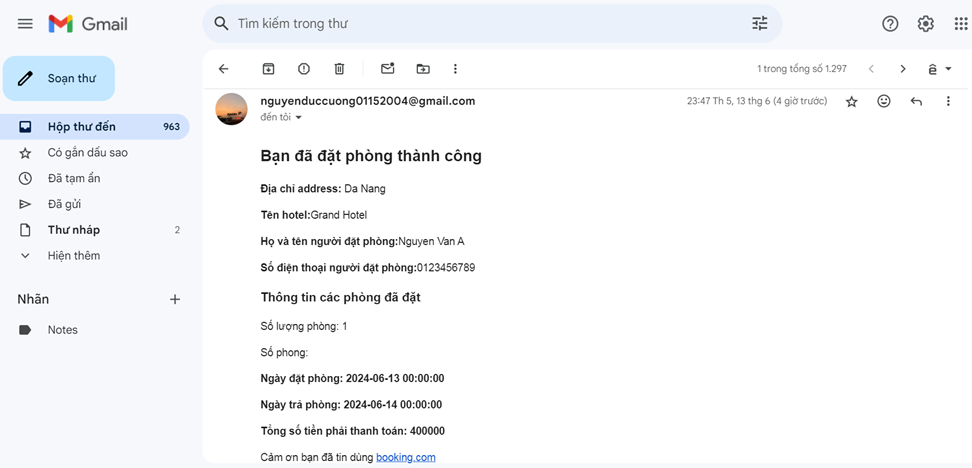 Gmail
Tìm kiếm trong thư
Soạn thư
1 trong tổng số 1.297
Hộp thư đến 963
Có gắn dấu sao
Đã tạm ẩn
Đã gửi
Thư nháp 2
Hiện thêm
Nhãn
Notes
nguyenduccuong01152004@gmail.com
23:47 Th 5, 13 thg 6 (4 giờ trước)
đến tôi
Bạn đã đặt phòng thành công
Địa chỉ address: Da Nang
Tên hotel:Grand Hotel
Họ và tên người đặt phòng:Nguyen Van A
Số điện thoại người đặt phòng:0123456789
Thông tin các phòng đã đặt
Số lượng phòng: 1
Số phong:
Ngày đặt phòng: 2024-06-13 00:00:00
Ngày trả phòng: 2024-06-14 00:00:00
Tổng số tiền phải thanh toán: 400000
Cảm ơn bạn đã tin dùng booking.com